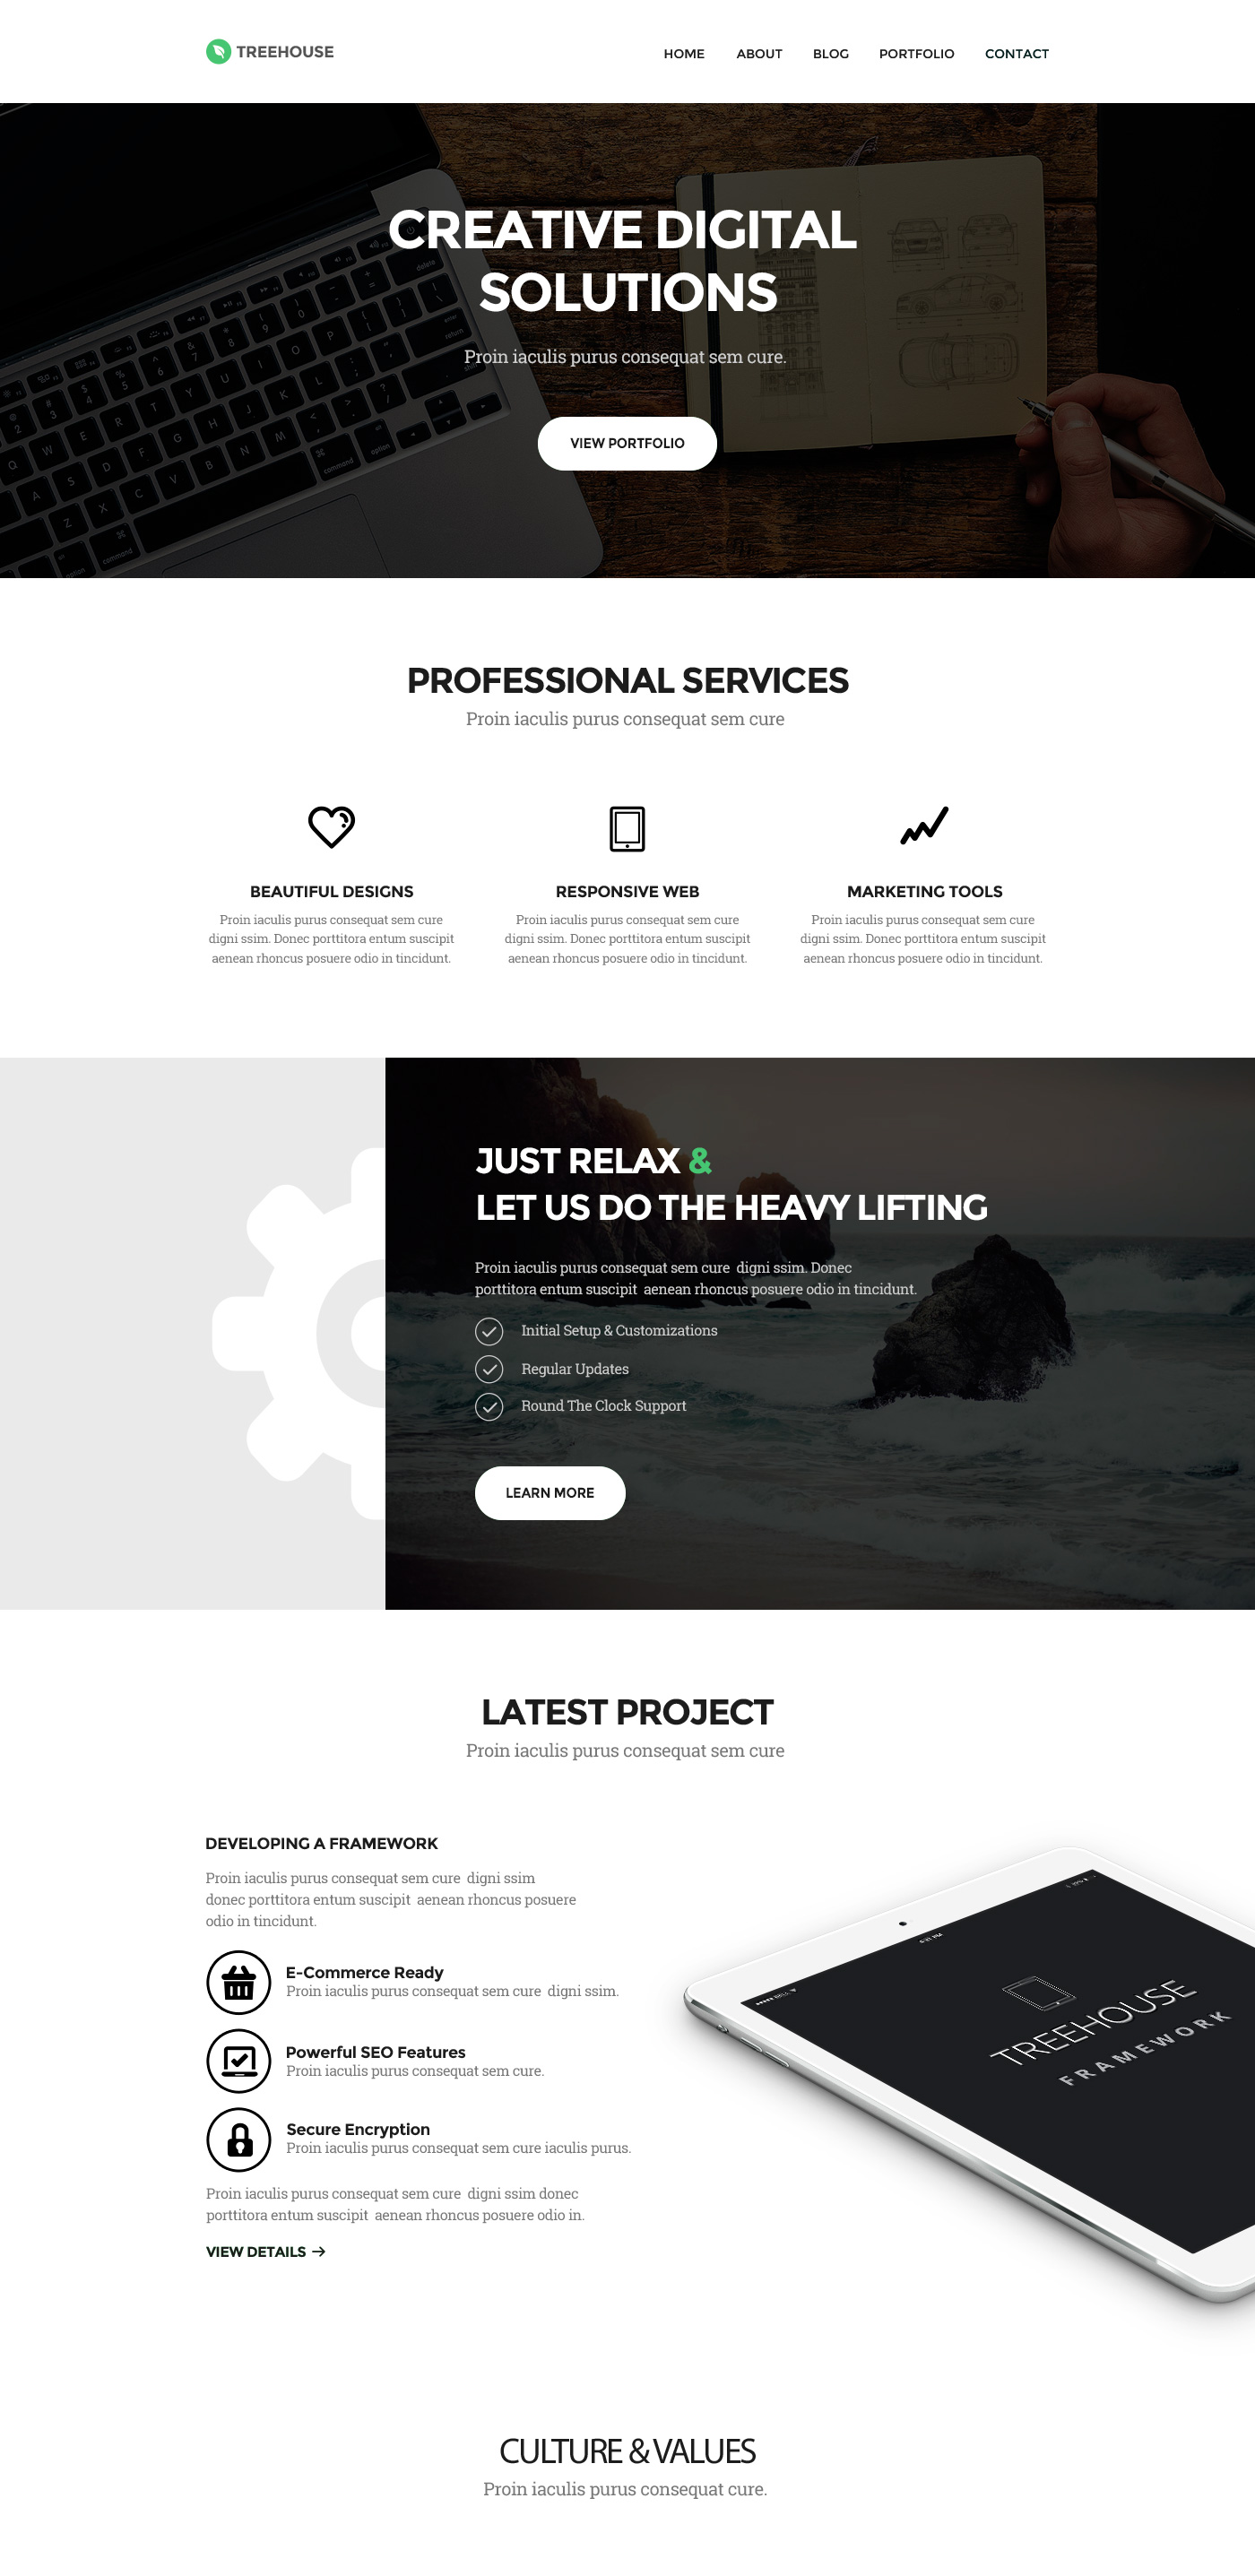 TREEHOUSE
HOME ABOUT BLOG PORTFOLIO CONTACT
CREATIVE DIGITAL
SOLUTIONS
Proin iaculis purus consequat sem cure.
VIEW PORTFOLIO
PROFESSIONAL SERVICES
Proin iaculis purus consequat sem cure
BEAUTIFUL DESIGNS
Proin iaculis purus consequat sem cure
digni ssim. Donec porttitora entum suscipit
aenean rhoncus posuere odio in tincidunt.
RESPONSIVE WEB
Proin iaculis purus consequat sem cure
digni ssim. Donec porttitora entum suscipit
aenean rhoncus posuere odio in tincidunt.
MARKETING TOOLS
Proin iaculis purus consequat sem cure
digni ssim. Donec porttitora entum suscipit
aenean rhoncus posuere odio in tincidunt.
JUST RELAX &
LET US DO THE HEAVY LIFTING
Proin iaculis purus consequat sem cure digni ssim. Donec
porttitora entum suscipit aenean rhoncus posuere odio in tincidunt.
Initial Setup & Customizations
Regular Updates
Round The Clock Support
LEARN MORE
LATEST PROJECT
Proin iaculis purus consequat sem cure
DEVELOPING A FRAMEWORK
Proin iaculis purus consequat sem cure digni ssim
donec porttitora entum suscipit aenean rhoncus posuere
odio in tincidunt.
E-Commerce Ready
Proin iaculis purus consequat sem cure digni ssim.
Powerful SEO Features
Proin iaculis purus consequat sem cure.
Secure Encryption
Proin iaculis purus consequat sem cure iaculis purus.
Proin iaculis purus consequat sem cure digni ssim donec
porttitora entum suscipit aenean rhoncus posuere odio in.
VIEW DETAILS →
4:21 PM
BELL
TREEHOUSE
FRAMEWORK
CULTURE & VALUES
Proin iaculis purus consequat cure.